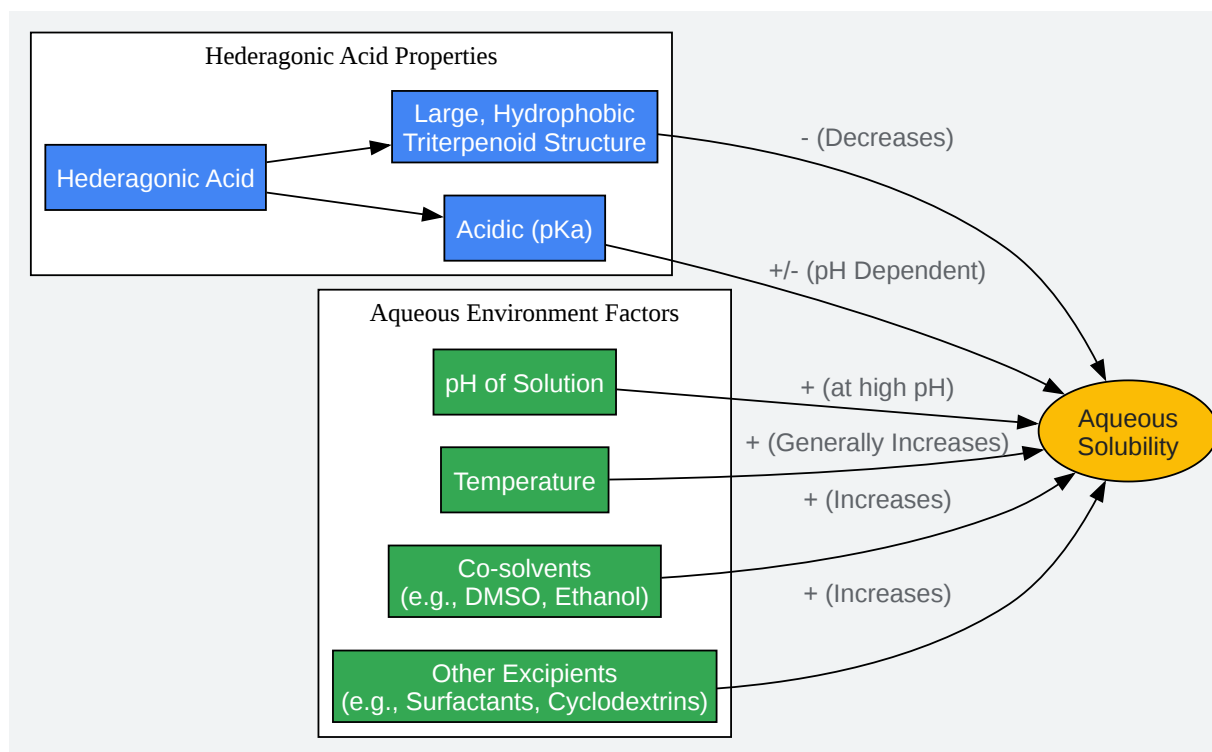 Hederagonic Acid Properties
Large, Hydrophobic
Triterpenoid Structure
Hederagonic Acid
Acidic (pKa)
- (Decreases)
+/- (pH Dependent)
Aqueous Environment Factors
pH of Solution
+ (at high pH)
Temperature
+ (Generally Increases)
Co-solvents
(e.g., DMSO, Ethanol)
+ (Increases)
Other Excipients
(e.g., Surfactants, Cyclodextrins)
+ (Increases)
Aqueous
Solubility